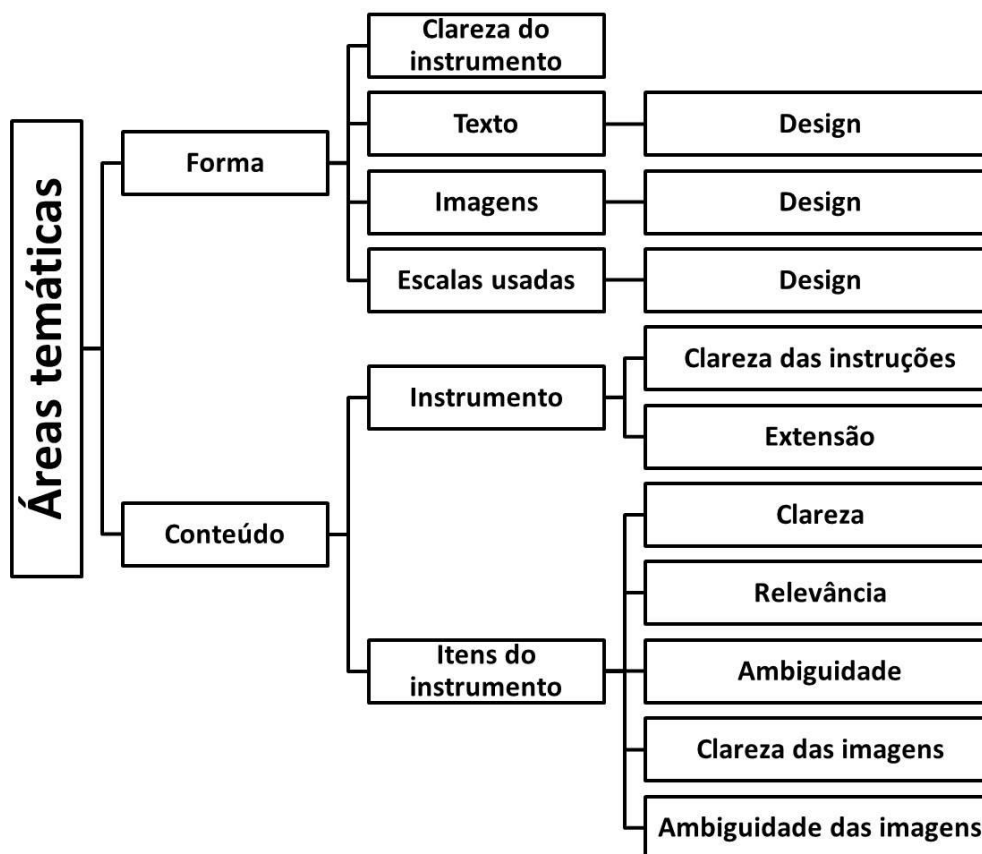 Áreas temáticas
Forma
Clareza do
instrumento
Texto
Design
Imagens
Design
Escalas usadas
Design
Conteúdo
Instrumento
Clareza das instruções
Extensão
Itens do
instrumento
Clareza
Relevância
Ambiguidade
Clareza das imagens
Ambiguidade das imagens